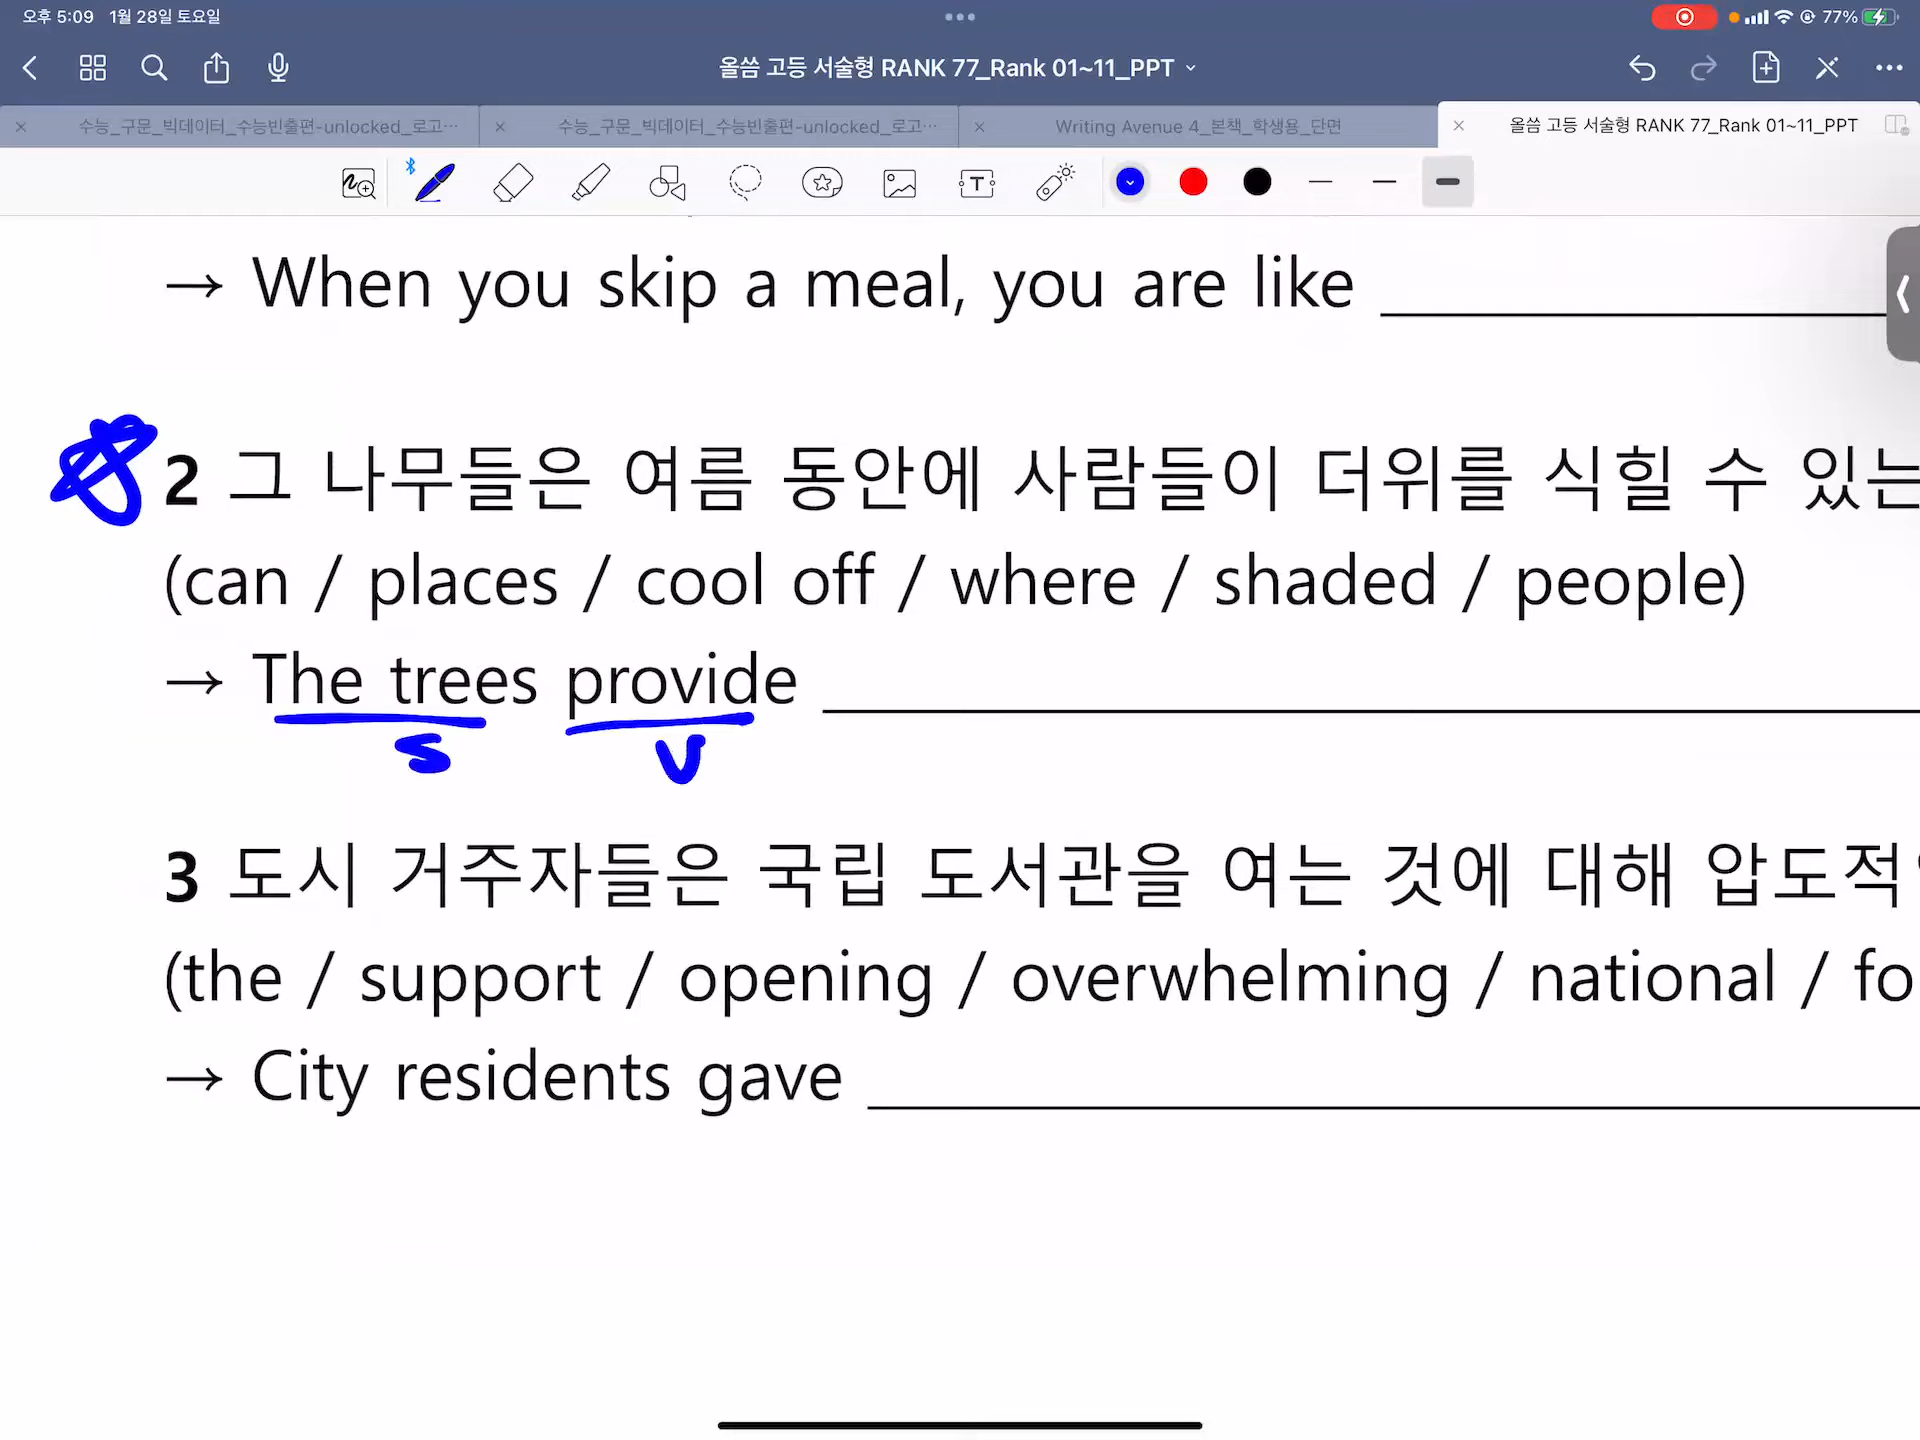 오후 5:09 1월 28일 토요일
77%
올씀 고등 서술형 RANK 77_Rank 01~11_PPT
수능_구문_빅데이터_수능빈출편-unlocked_로고…
수능_구문_빅데이터_수능빈출편-unlocked_로고…
Writing Avenue 4_본책_학생용_단면
올씀 고등 서술형 RANK 77_Rank 01~11_PPT
→ When you skip a meal, you are like
2 그 나무들은 여름 동안에 사람들이 더위를 식힐 수 있는
(can / places / cool off / where / shaded / people)
→ The trees provide
S V
3 도시 거주자들은 국립 도서관을 여는 것에 대해 압도적
(the / support / opening / overwhelming / national / fo
→ City residents gave